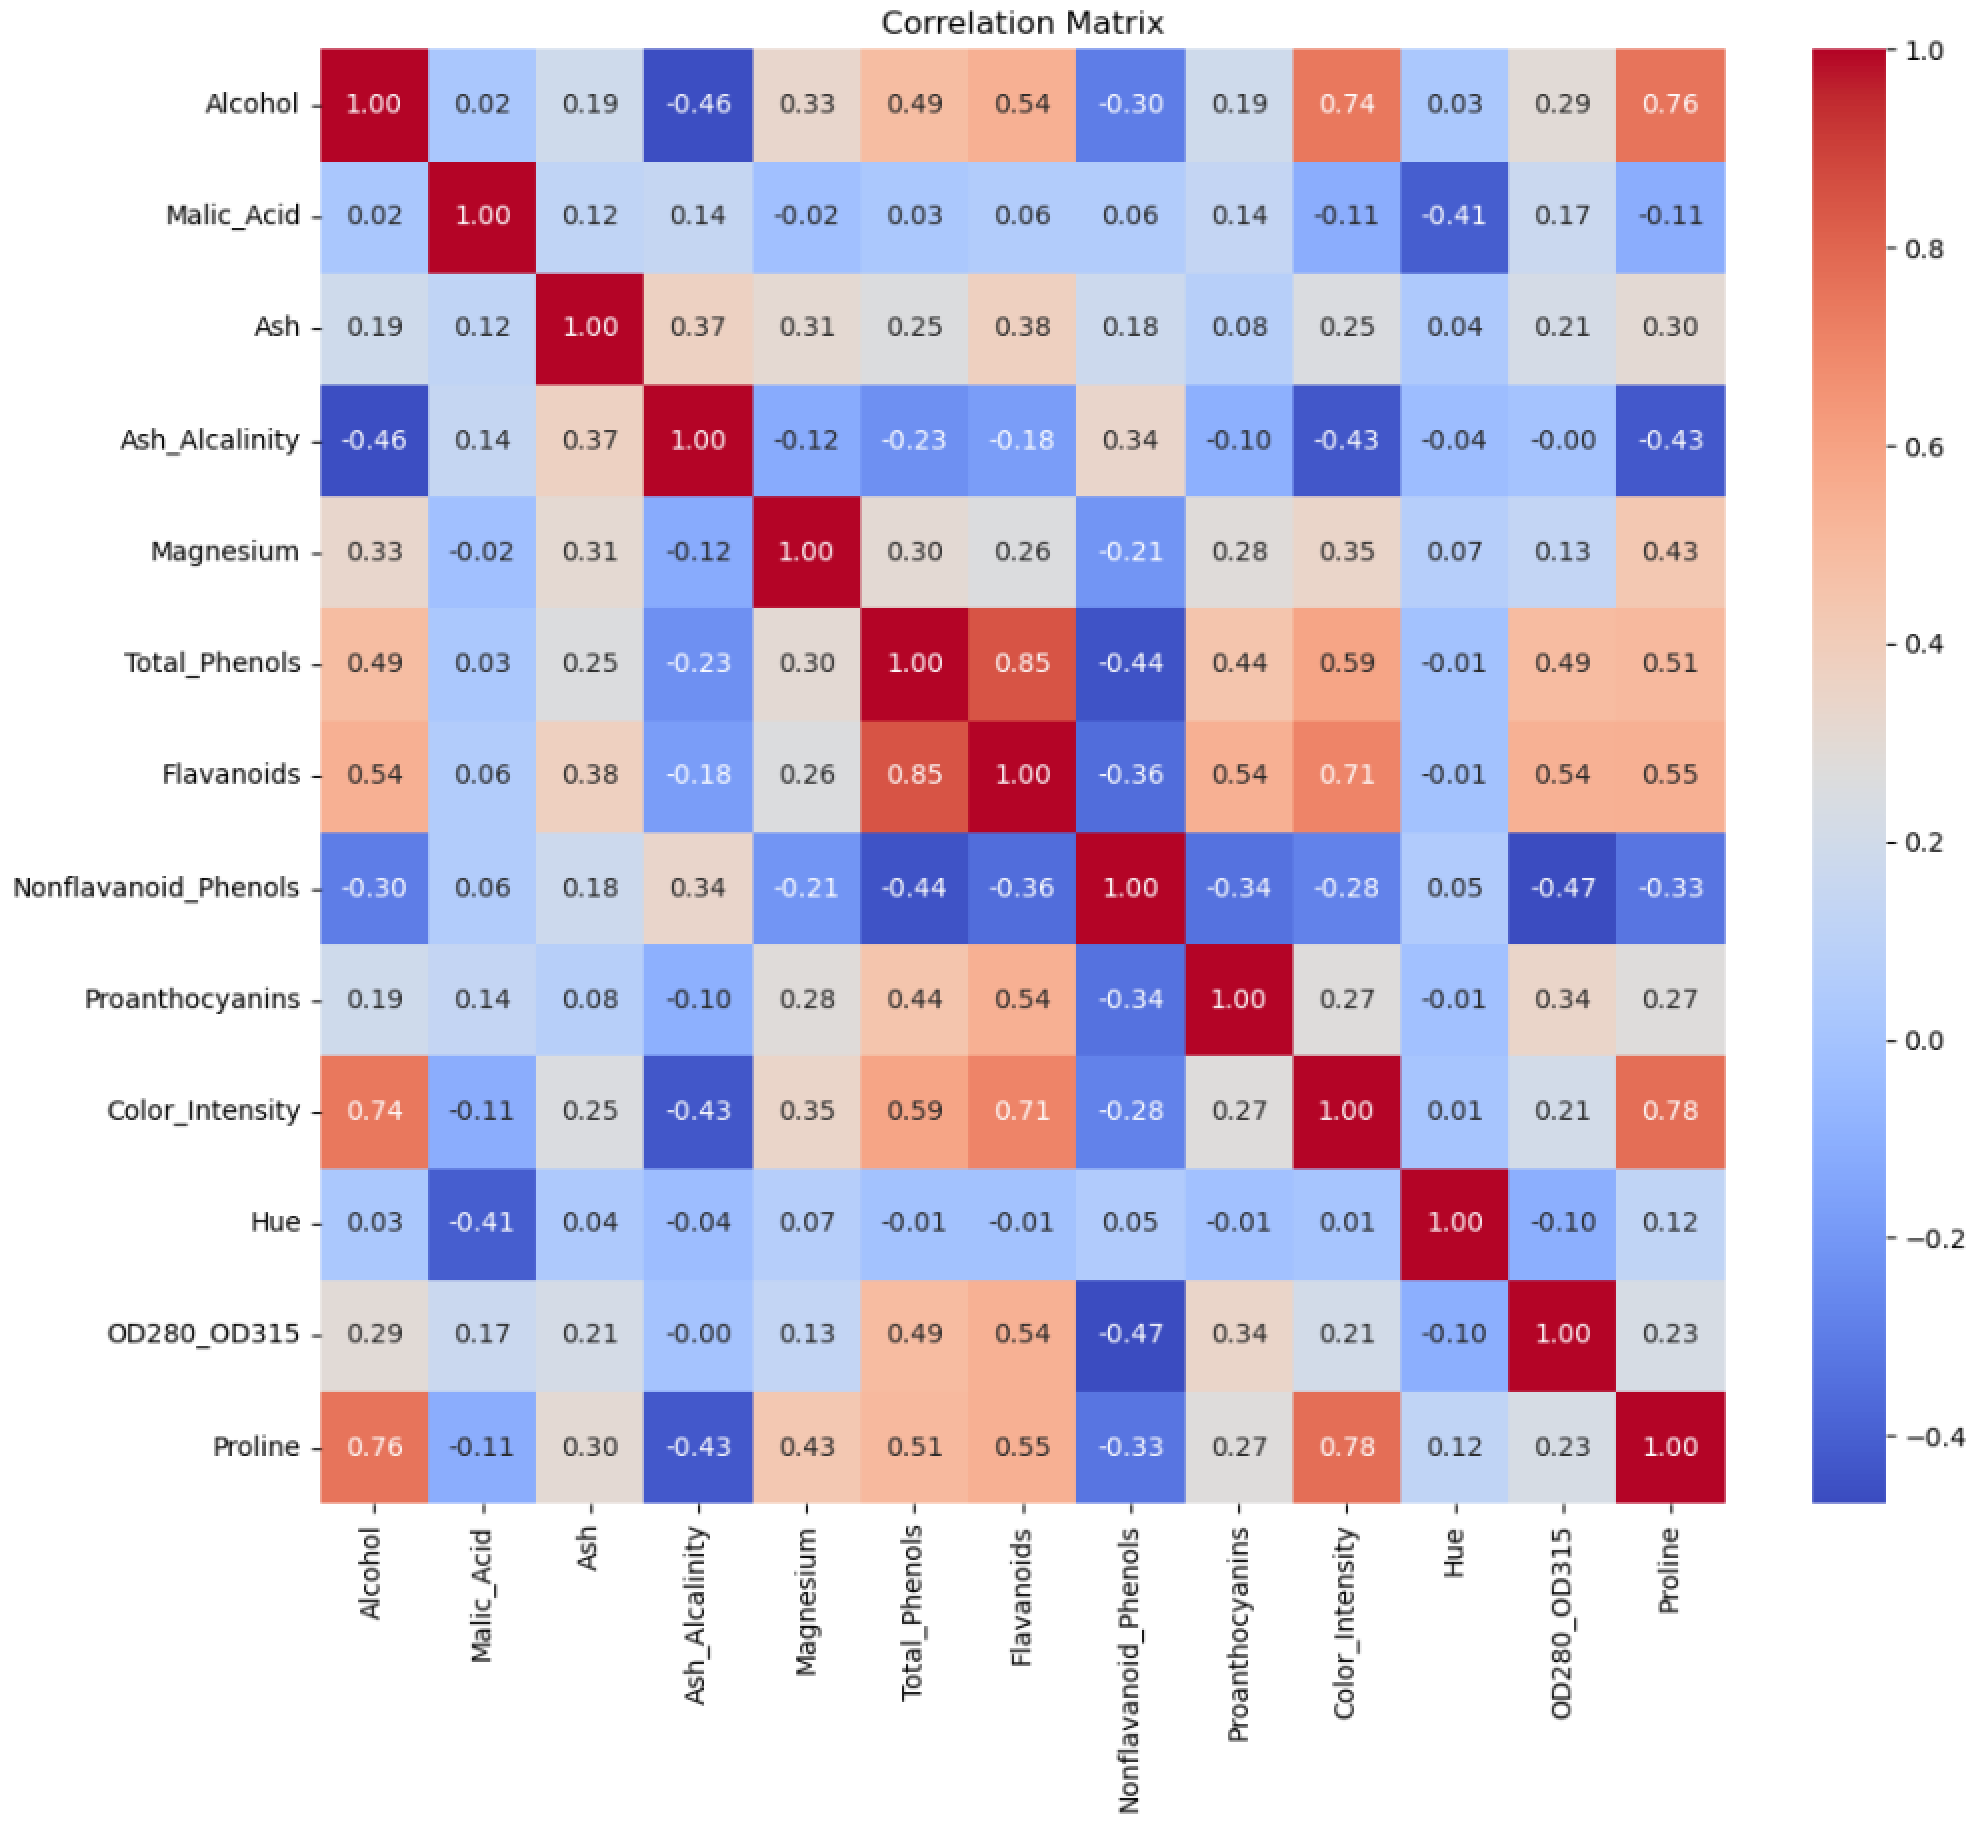 Correlation Matrix
Alcohol 1.00 0.02 0.19 -0.46 0.33 0.49 0.54 -0.30 0.19 0.74 0.03 0.29 0.76
Malic_Acid 0.02 1.00 0.12 0.14 -0.02 0.03 0.06 0.06 0.14 -0.11 -0.41 0.17 -0.11
Ash 0.19 0.12 1.00 0.37 0.31 0.25 0.38 0.18 0.08 0.25 0.04 0.21 0.30
Ash_Alcalinity -0.46 0.14 0.37 1.00 -0.12 -0.23 -0.18 0.34 -0.10 -0.43 -0.04 -0.00 -0.43
Magnesium 0.33 -0.02 0.31 -0.12 1.00 0.30 0.26 -0.21 0.28 0.35 0.07 0.13 0.43
Total_Phenols 0.49 0.03 0.25 -0.23 0.30 1.00 0.85 -0.44 0.44 0.59 -0.01 0.49 0.51
Flavanoids 0.54 0.06 0.38 -0.18 0.26 0.85 1.00 -0.36 0.54 0.71 -0.01 0.54 0.55
Nonflavanoid_Phenols -0.30 0.06 0.18 0.34 -0.21 -0.44 -0.36 1.00 -0.34 -0.28 0.05 -0.47 -0.33
Proanthocyanins 0.19 0.14 0.08 -0.10 0.28 0.44 0.54 -0.34 1.00 0.27 -0.01 0.34 0.27
Color_Intensity 0.74 -0.11 0.25 -0.43 0.35 0.59 0.71 -0.28 0.27 1.00 0.01 0.21 0.78
Hue 0.03 -0.41 0.04 -0.04 0.07 -0.01 -0.01 0.05 -0.01 0.01 1.00 -0.10 0.12
OD280_OD315 0.29 0.17 0.21 -0.00 0.13 0.49 0.54 -0.47 0.34 0.21 -0.10 1.00 0.23
Proline 0.76 -0.11 0.30 -0.43 0.43 0.51 0.55 -0.33 0.27 0.78 0.12 0.23 1.00
Alcohol
Malic_Acid
Ash
Ash_Alcalinity
Magnesium
Total_Phenols
Flavanoids
Nonflavanoid_Phenols
Proanthocyanins
Color_Intensity
Hue
OD280_OD315
Proline
1.0
0.8
0.6
0.4
0.2
0.0
−0.2
−0.4